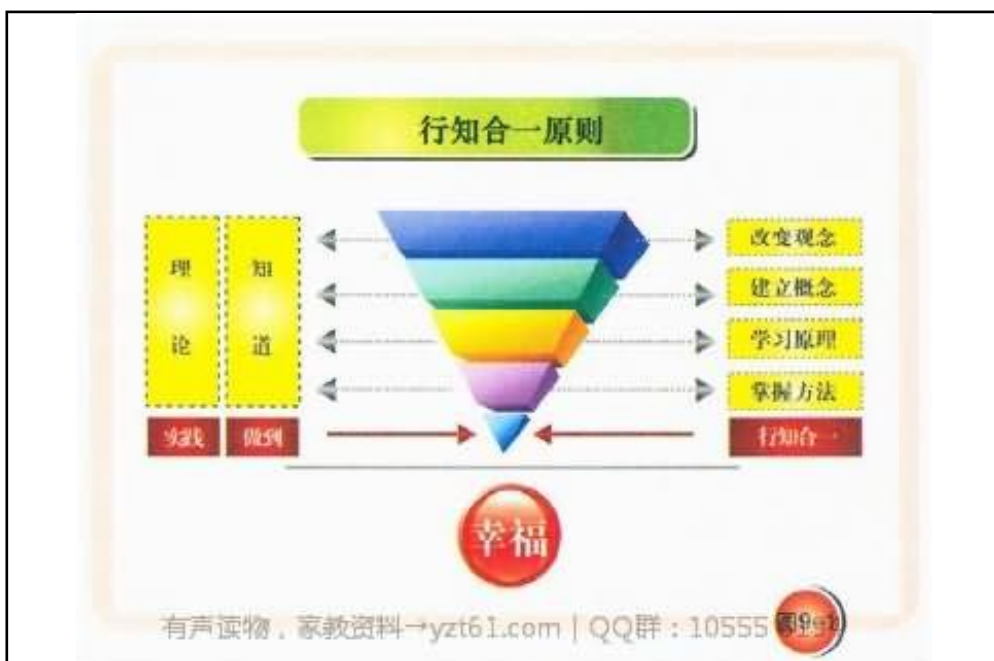 行知合一原则
理论
知道
改变观念
建立概念
学习原理
掌握方法
实践
做到
行知合一
幸福
有声读物，家教资料→yzt61.com | QQ群：10555